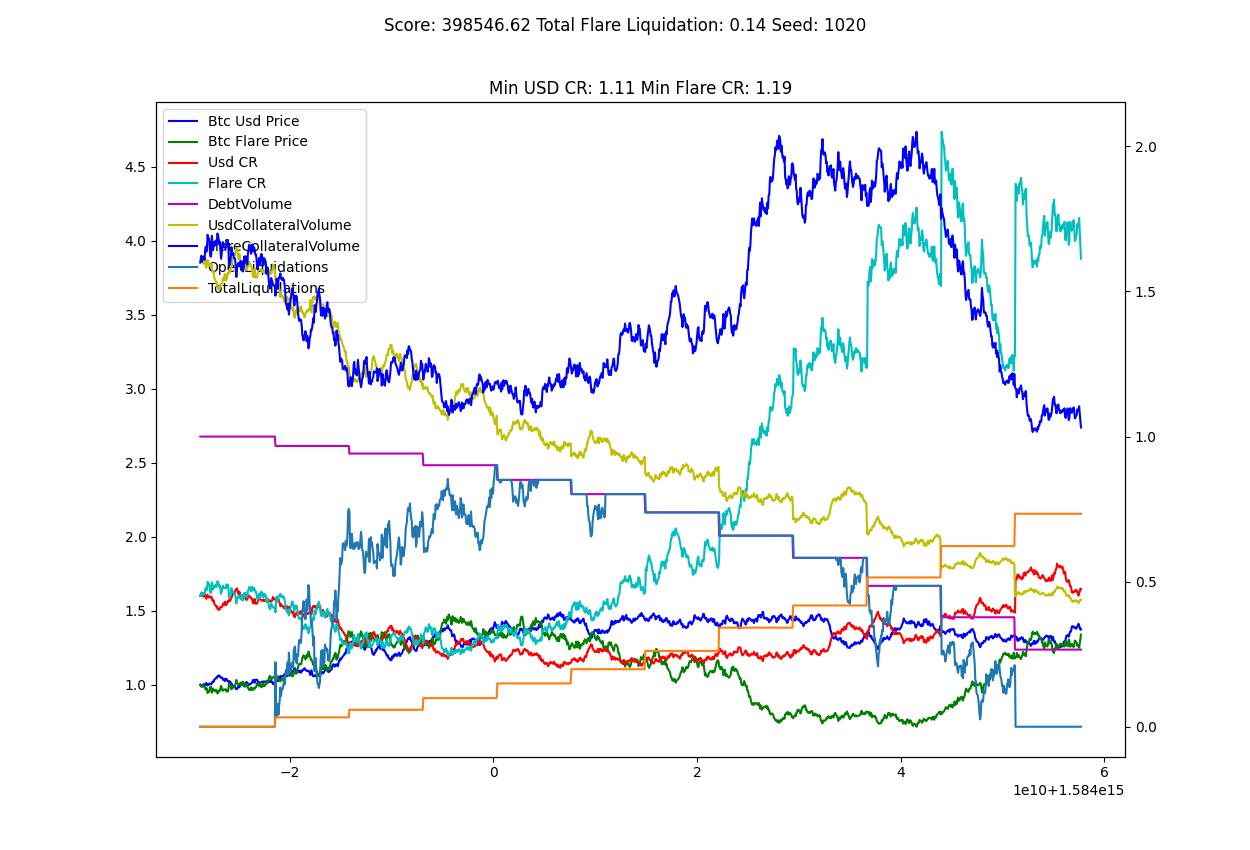 Score: 398546.62 Total Flare Liquidation: 0.14 Seed: 1020
Min USD CR: 1.11 Min Flare CR: 1.19
Btc Usd Price
Btc Flare Price
Usd CR
Flare CR
DebtVolume
UsdCollateralVolume
FlareCollateralVolume
OpenLiquidations
TotalLiquidations
4.5
4.0
3.5
3.0
2.5
2.0
1.5
1.0
2.0
1.5
1.0
0.5
0.0
−2
0
2
4
6
1e10+1.584e15